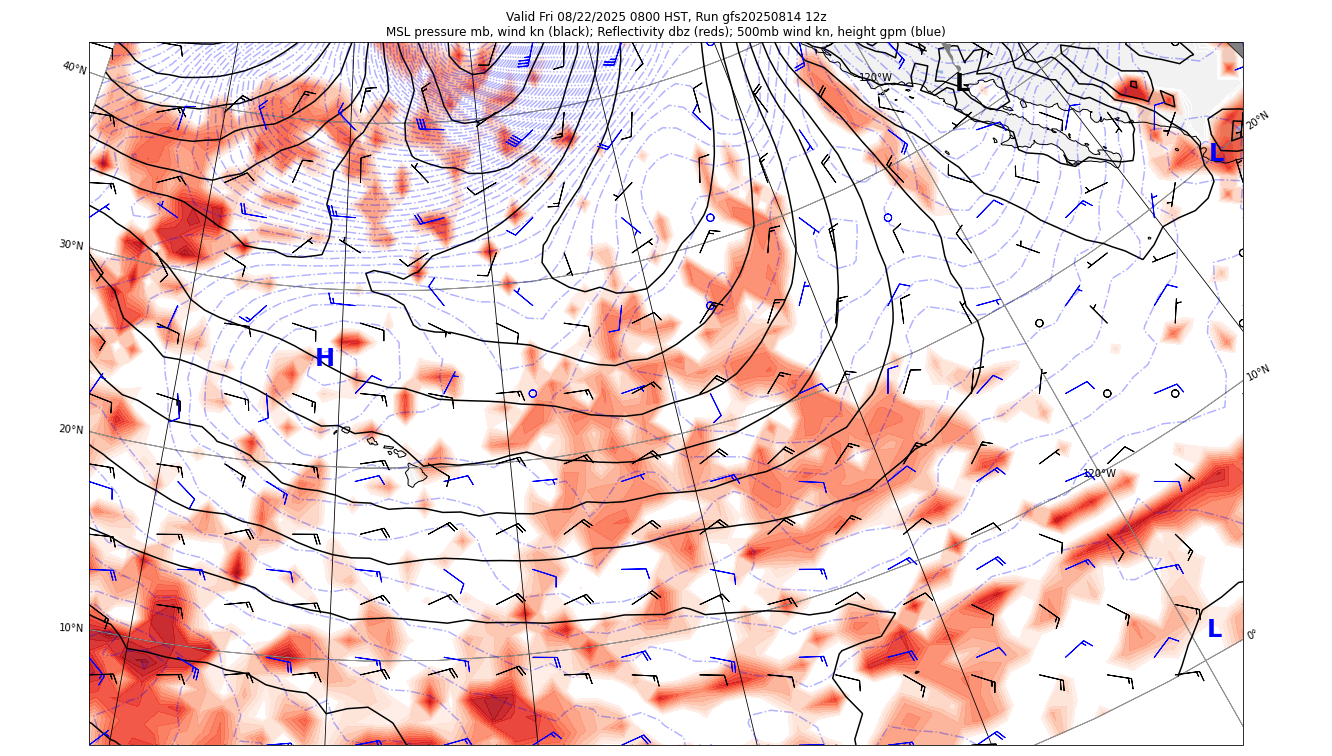 Valid Fri 08/22/2025 0800 HST, Run gfs20250814 12z
MSL pressure mb, wind kn (black); Reflectivity dbz (reds); 500mb wind kn, height gpm (blue)
40°N
120°W
L
20°N
L
30°N
H
10°N
20°N
120°W
10°N
L
0°